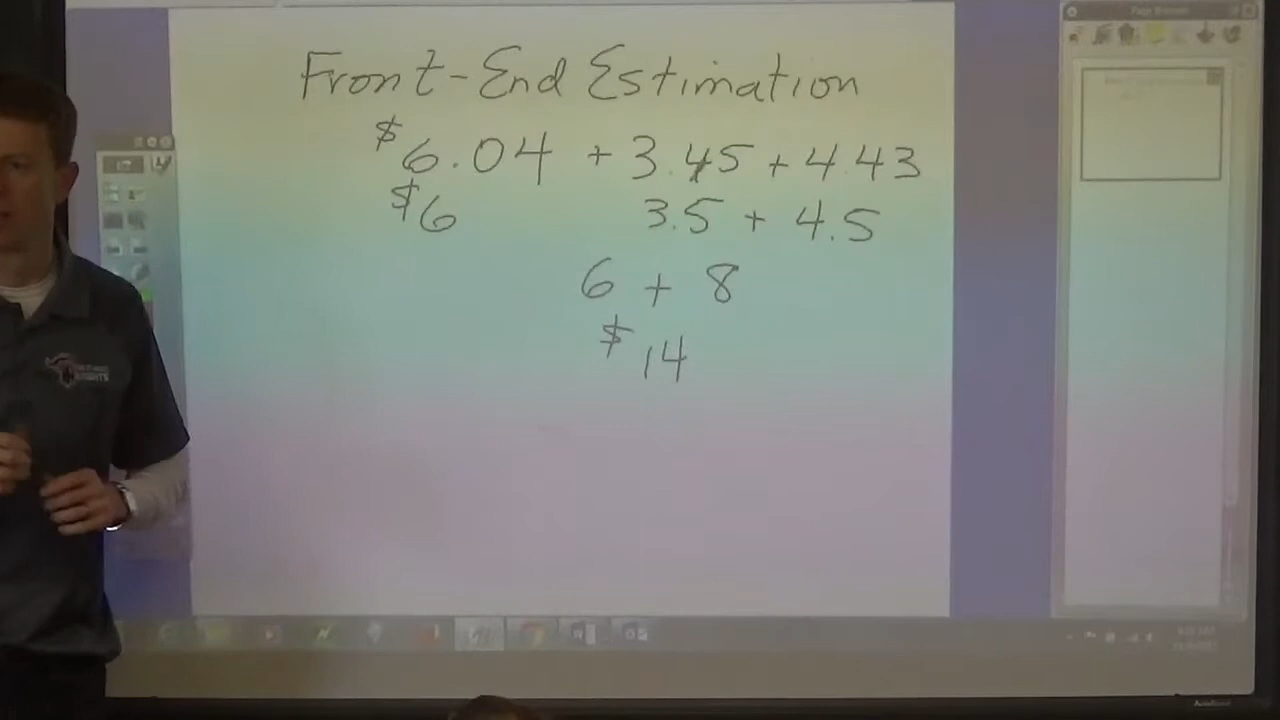 Front-End Estimation
$6.04 + 3.45 + 4.43
$6 3.5 + 4.5
6 + 8
$14